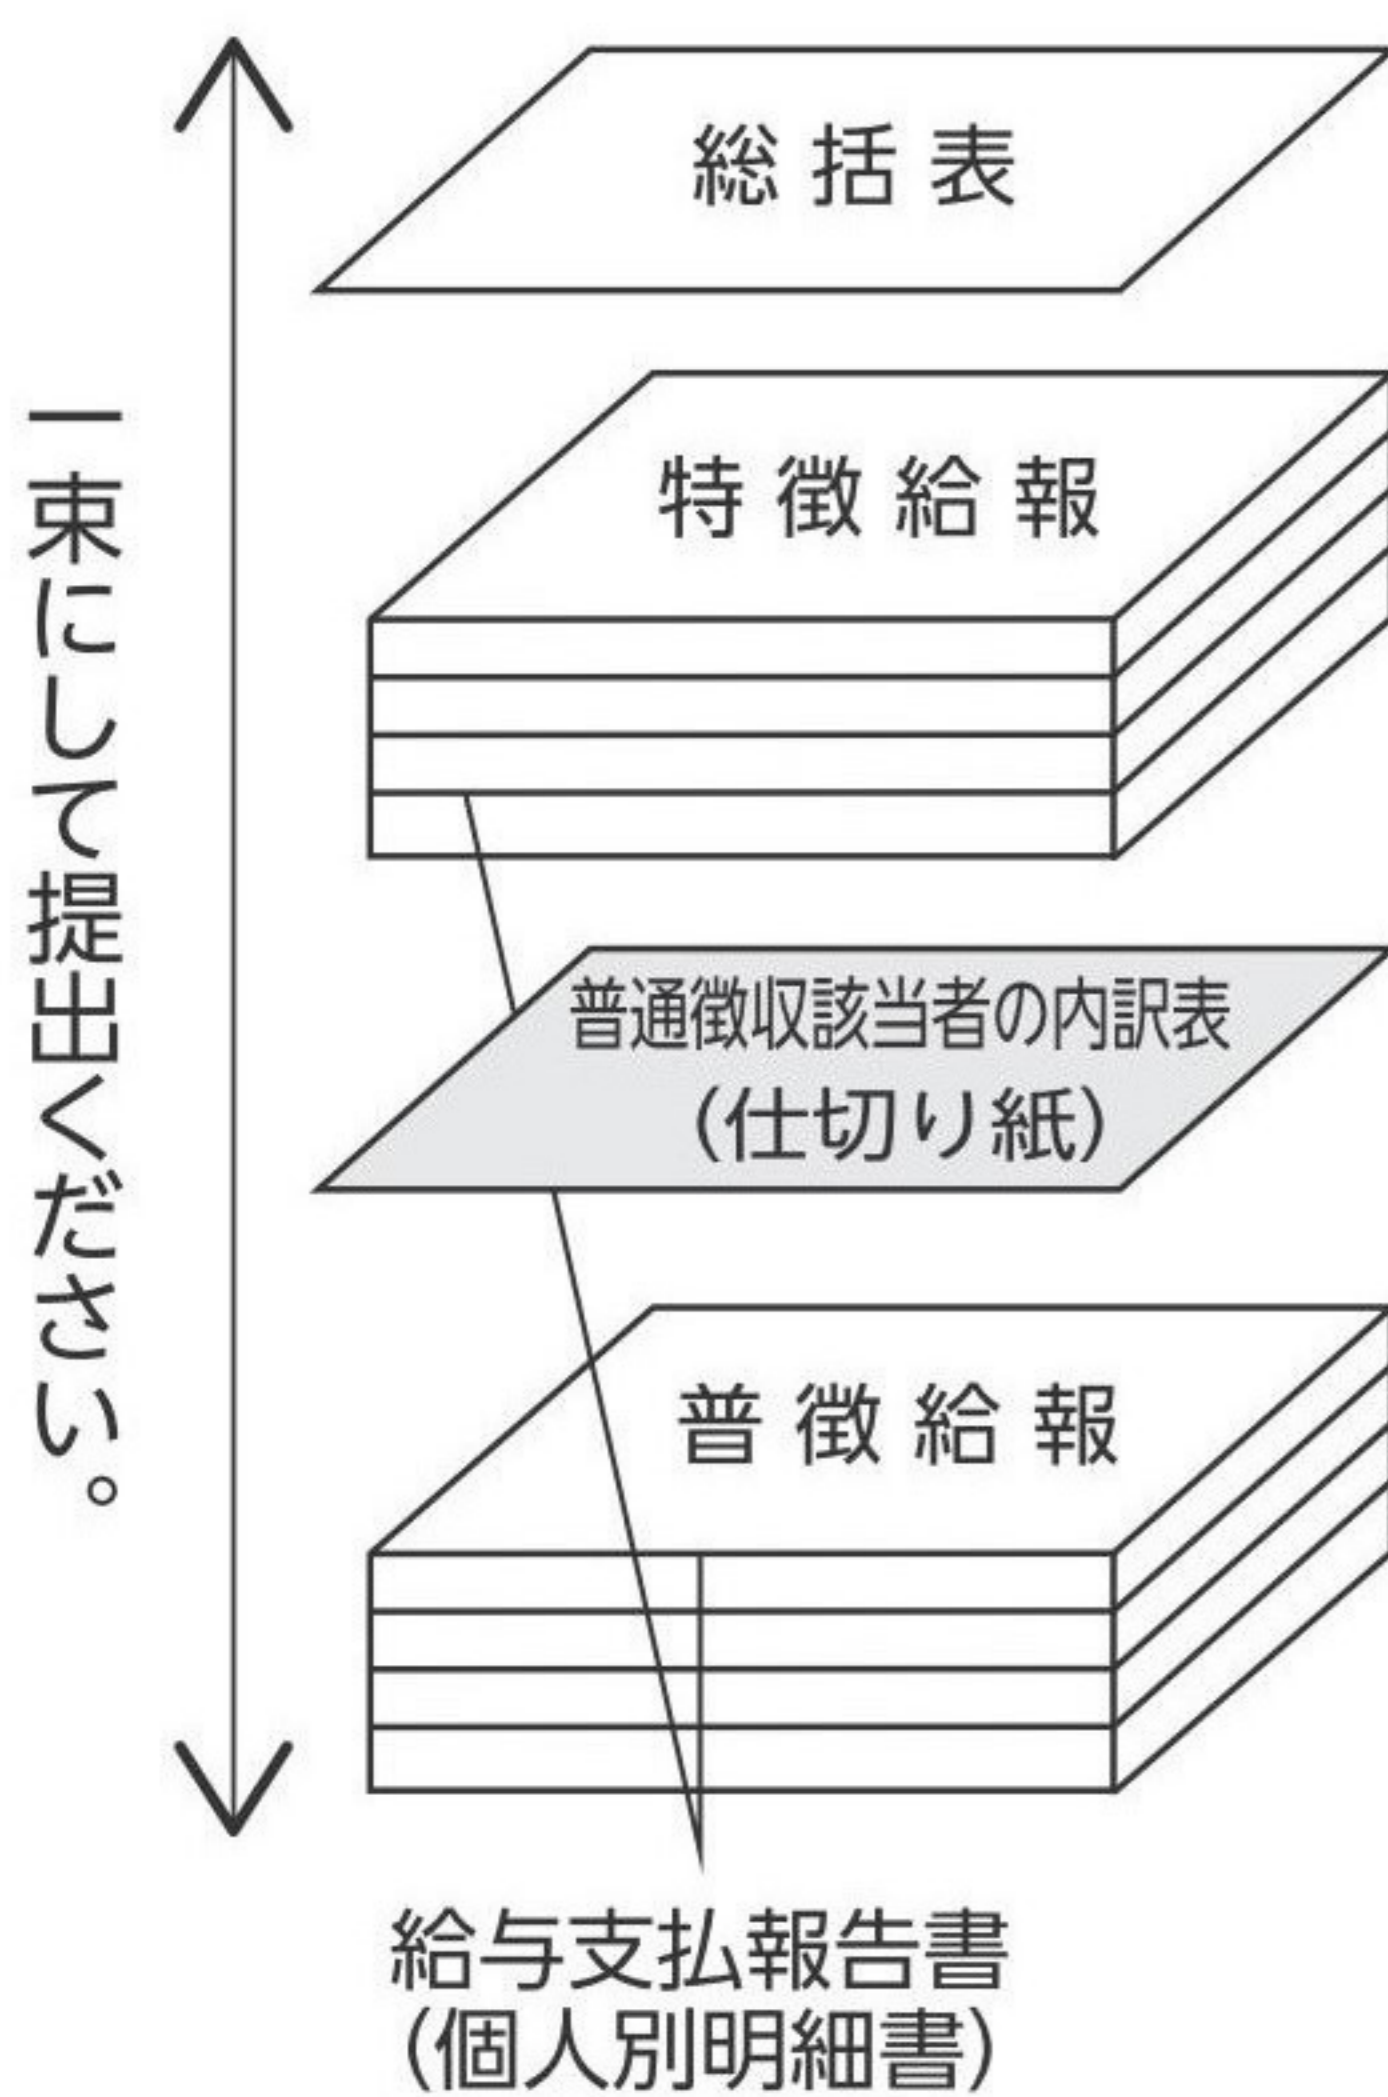 一束にして提出ください。
総括表
特徴給報
普通徴収該当者の内訳表
(仕切り紙)
普徴給報
給与支払報告書
(個人別明細書)